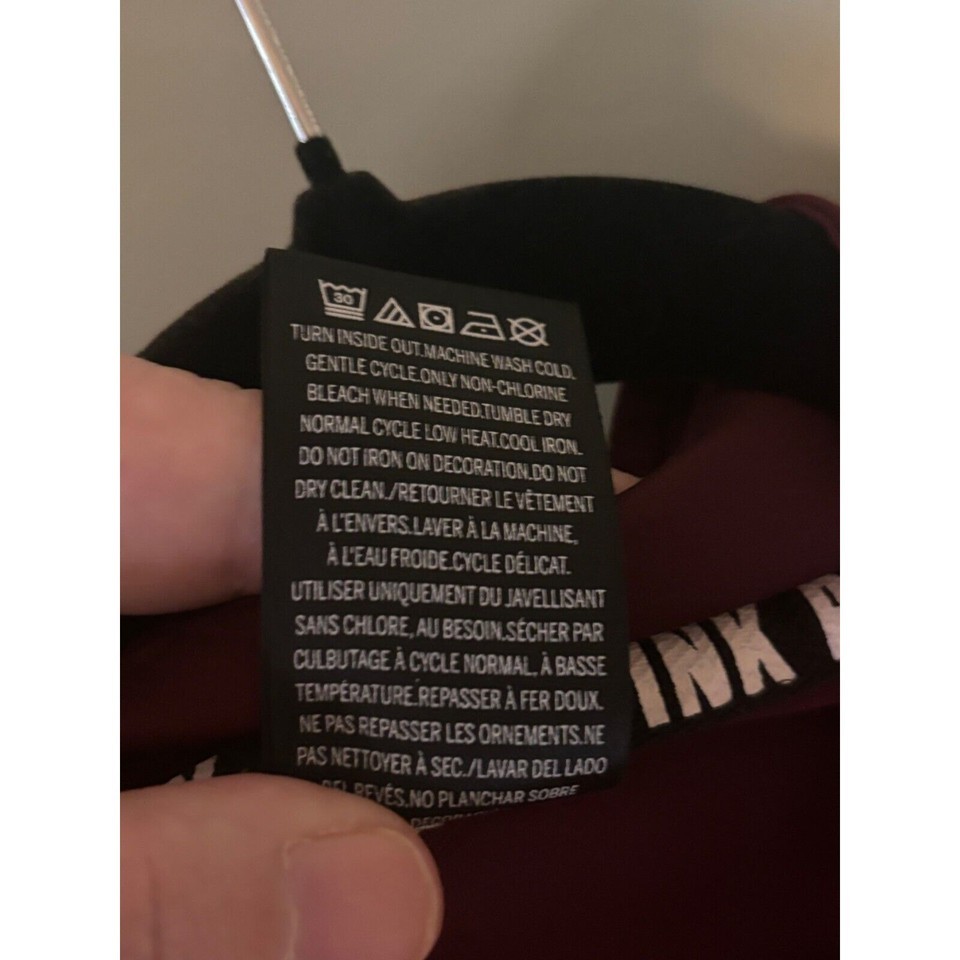 30
TURN INSIDE OUT.MACHINE WASH COLD,
GENTLE CYCLE.ONLY NON-CHLORINE
BLEACH WHEN NEEDED.TUMBLE DRY
NORMAL CYCLE LOW HEAT.COOL IRON.
DO NOT IRON ON DECORATION.DO NOT
DRY CLEAN./RETOURNER LE VÊTEMENT
À L'ENVERS.LAVER À LA MACHINE,
À L'EAU FROIDE.CYCLE DÉLICAT.
UTILISER UNIQUEMENT DU JAVELLISANT
SANS CHLORE, AU BESOIN.SÉCHER PAR
CULBUTAGE À CYCLE NORMAL, À BASSE
TEMPÉRATURE.REPASSER À FER DOUX.
NE PAS REPASSER LES ORNEMENTS.NE
PAS NETTOYER À SEC./LAVAR DEL LADO
DEL REVÉS.NO PLANCHAR SOBRE
INK